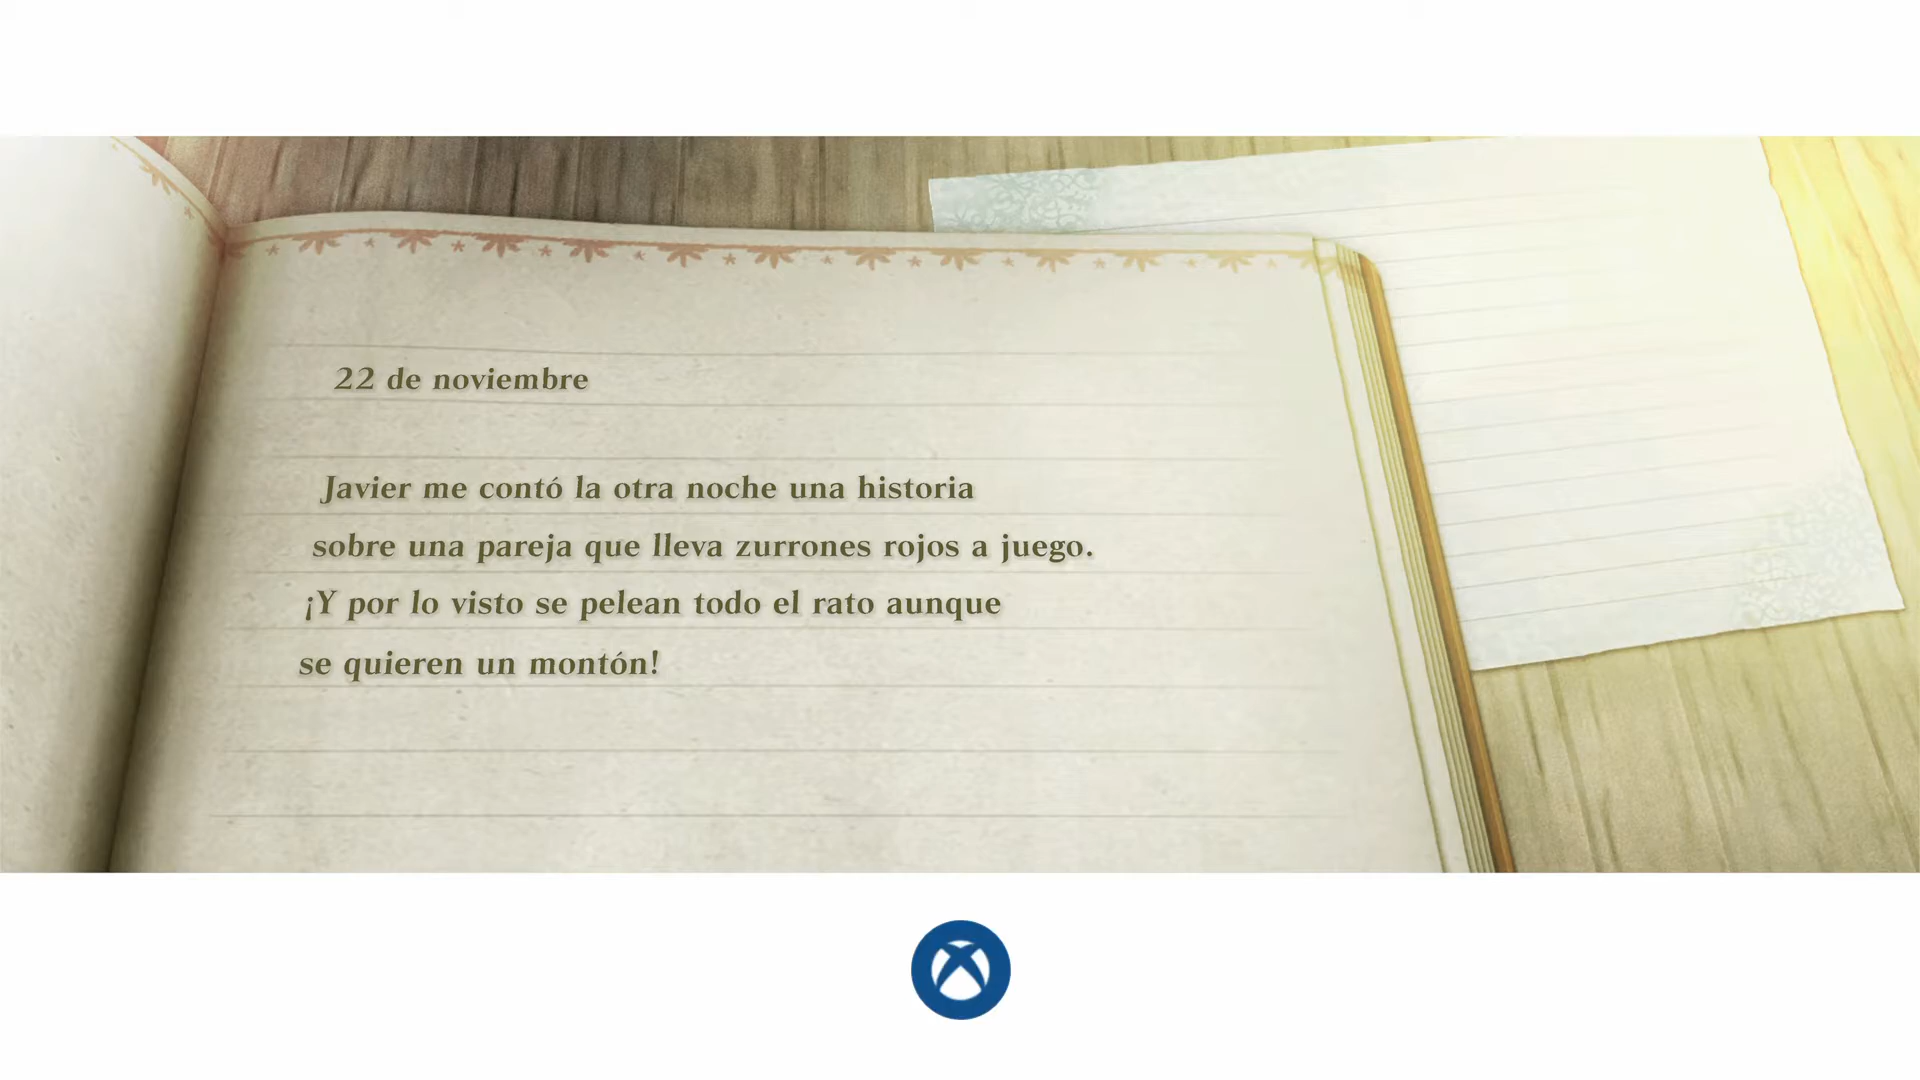 22 de noviembre
Javier me contó la otra noche una historia
sobre una pareja que lleva zurrones rojos a juego.
¡Y por lo visto se pelean todo el rato aunque
se quieren un montón!